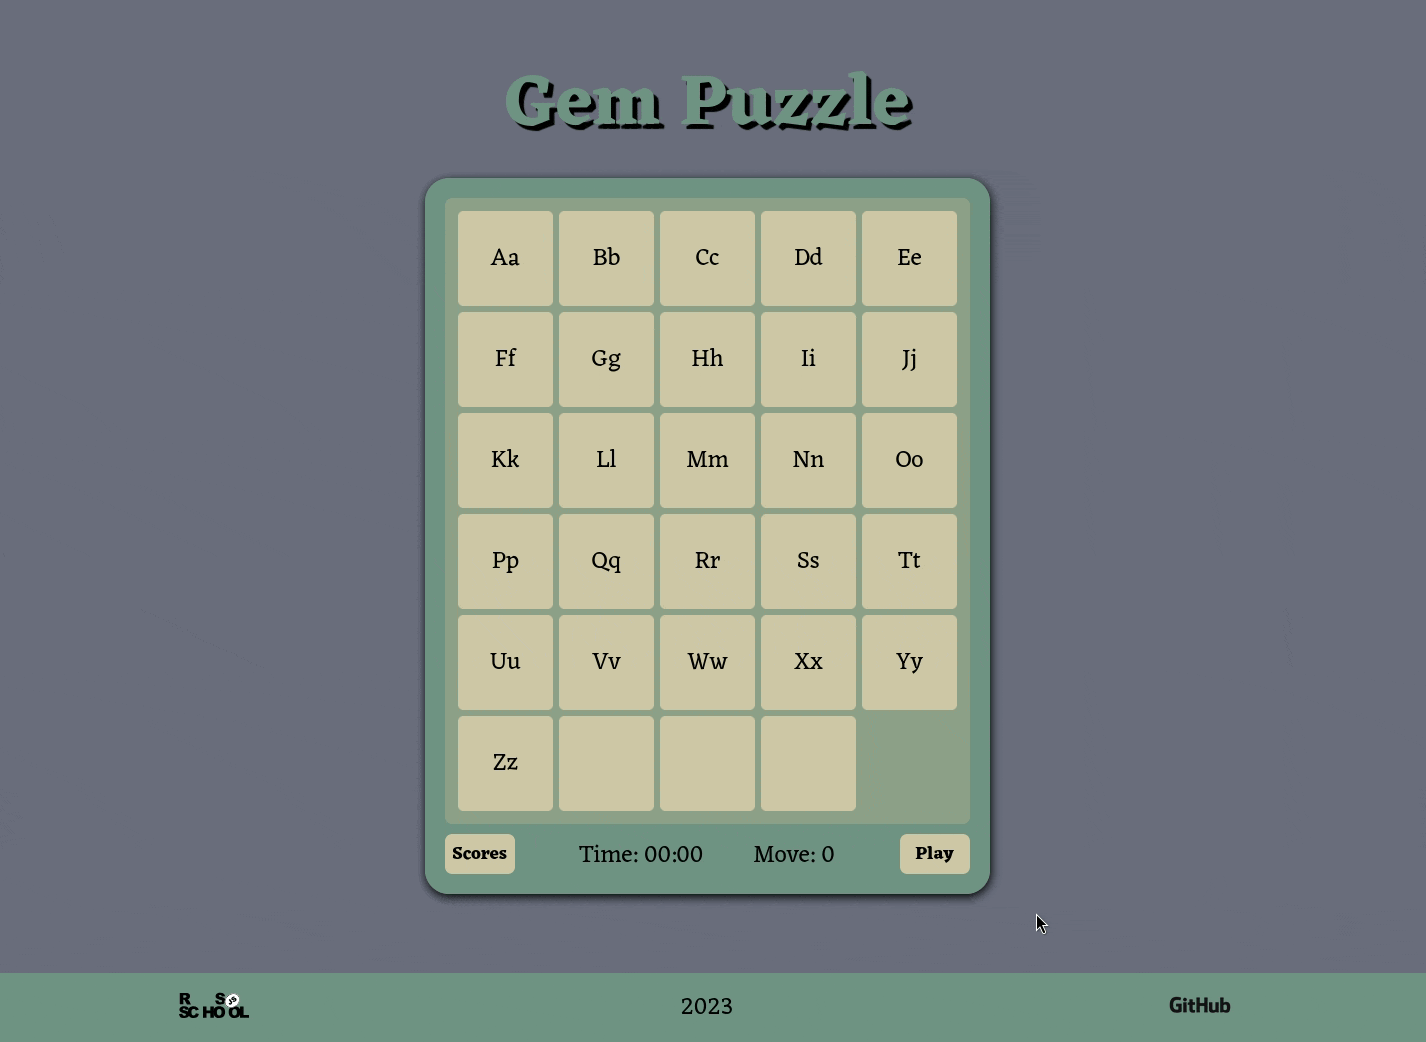 Gem Puzzle
Aa Bb Cc Dd Ee
Ff Gg Hh Ii Jj
Kk Ll Mm Nn Oo
Pp Qq Rr Ss Tt
Uu Vv Ww Xx Yy
Zz
Scores Time: 00:00 Move: 0 Play
RS JS
SCHOOL 2023 GitHub